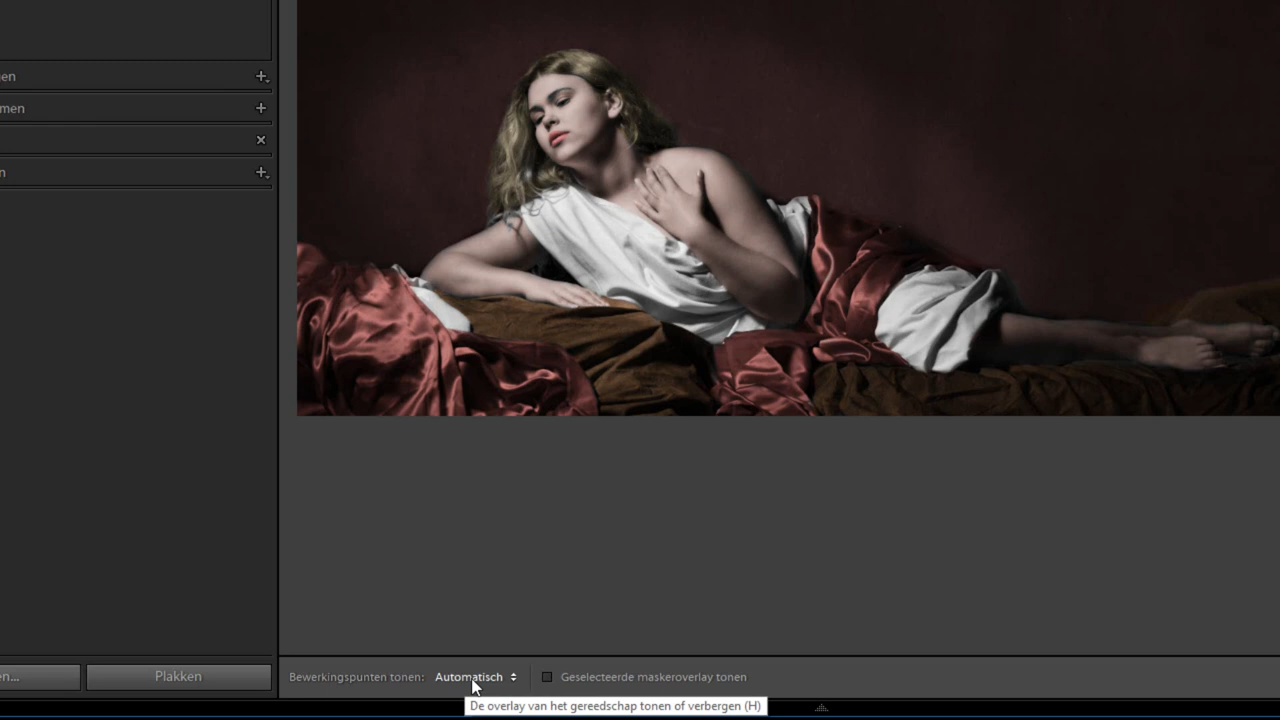 en
men
n
en...
Plakken
Bewerkingspunten tonen: Automatisch
Geselecteerde maskeroverlay tonen
De overlay van het gereedschap tonen of verbergen (H)